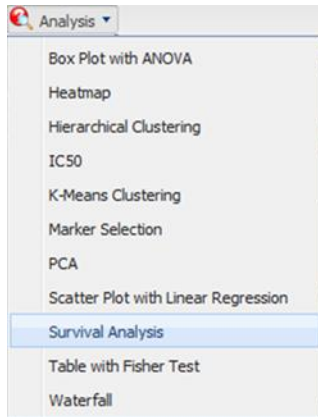 Analysis
Box Plot with ANOVA
Heatmap
Hierarchical Clustering
IC50
K-Means Clustering
Marker Selection
PCA
Scatter Plot with Linear Regression
Survival Analysis
Table with Fisher Test
Waterfall